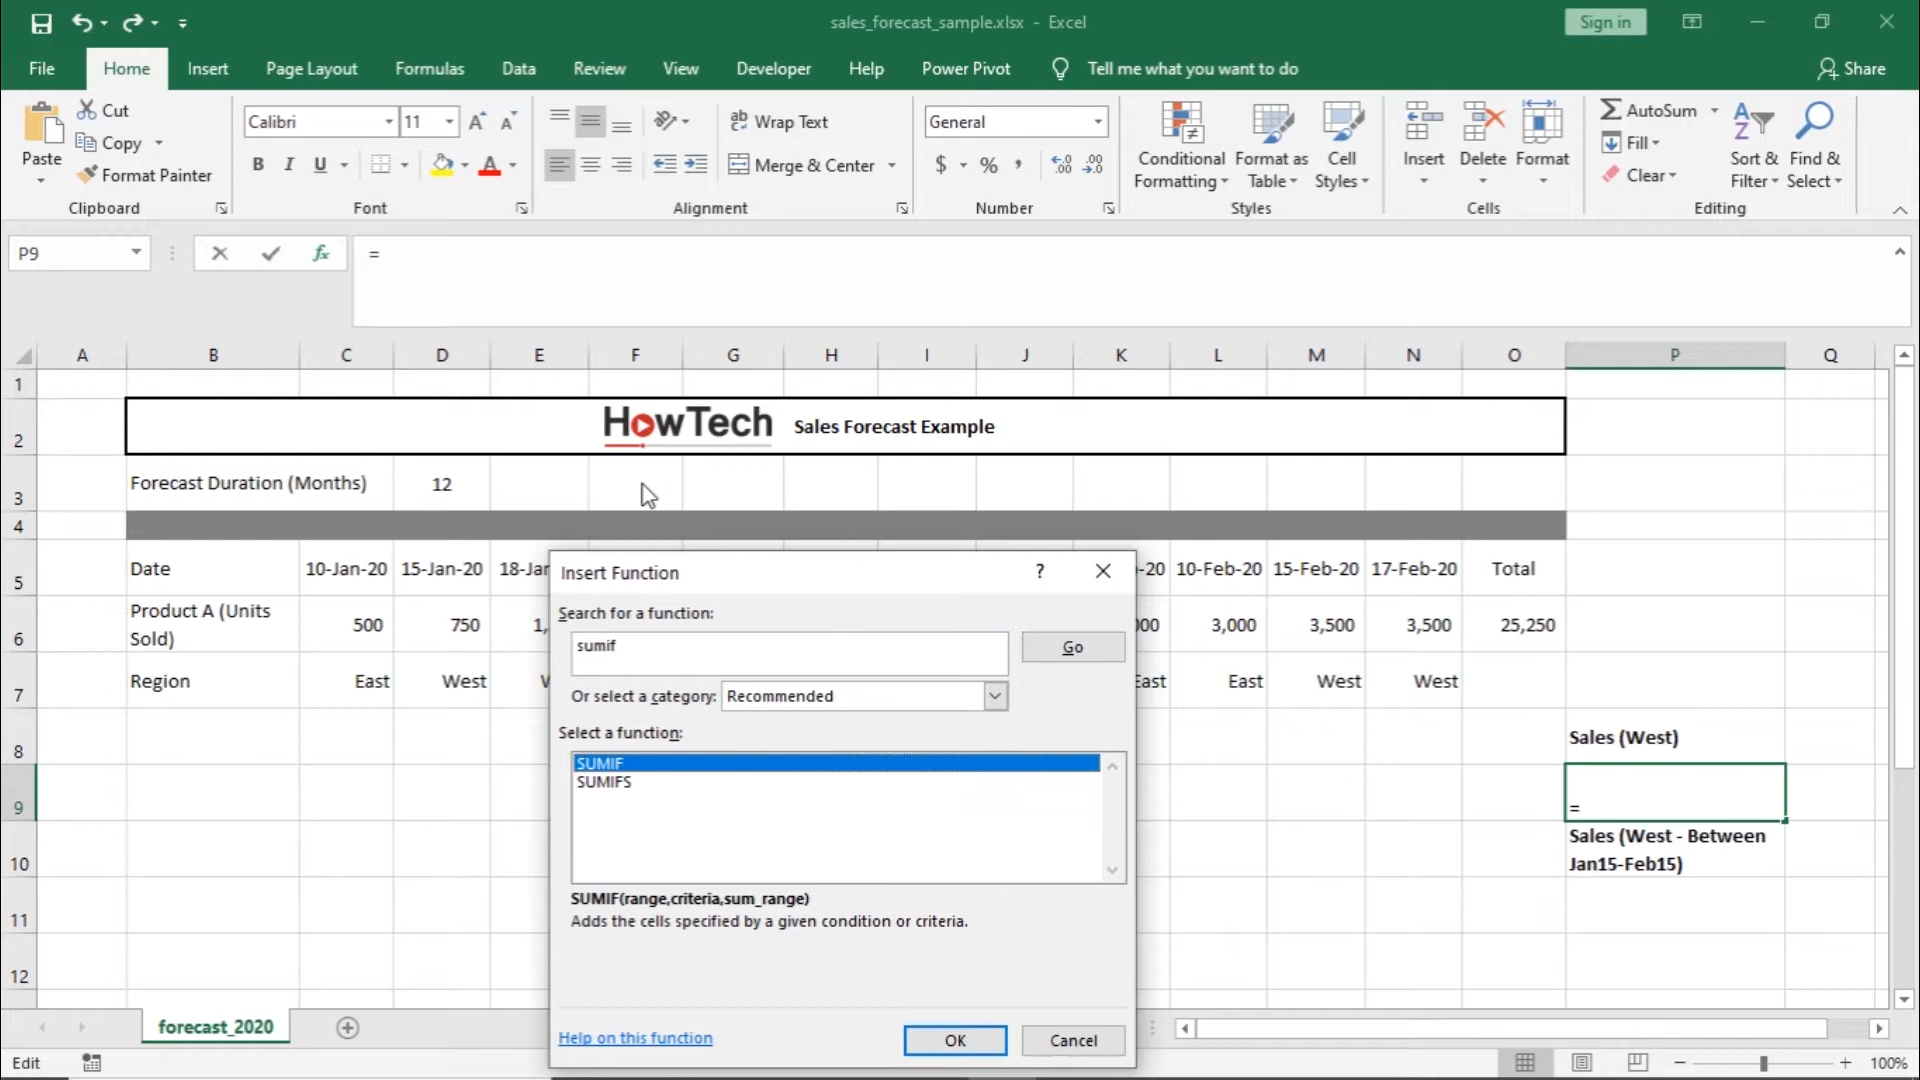 sales_forecast_sample.xlsx - Excel
Sign in
File Home Insert Page Layout Formulas Data Review View Developer Help Power Pivot Tell me what you want to do Share
Paste
Cut
Copy
Format Painter
Clipboard
Calibri 11
B I U
Font
Wrap Text
Merge & Center
Alignment
General
$ %
Number
Conditional Formatting
Format as Table
Cell Styles
Styles
Insert Delete Format
Cells
AutoSum
Fill
Clear
Sort & Filter
Find & Select
Editing
P9 fx =
A B C D E F G H I J K L M N O P Q
1
2 HowTech Sales Forecast Example
3 Forecast Duration (Months) 12
4
5 Date 10-Jan-20 15-Jan-20 18-Jan -20 10-Feb-20 15-Feb-20 17-Feb-20 Total
6 Product A (Units Sold) 500 750 1, 3,000 3,500 3,500 25,250
7 Region East West East West West
8 Sales (West)
9 =
10 Sales (West - Between Jan15-Feb15)
11
12
Insert Function ?
Search for a function:
sumif
Go
Or select a category: Recommended
Select a function:
SUMIF
SUMIFS
SUMIF(range,criteria,sum_range)
Adds the cells specified by a given condition or criteria.
Help on this function
OK Cancel
forecast_2020
Edit
100%